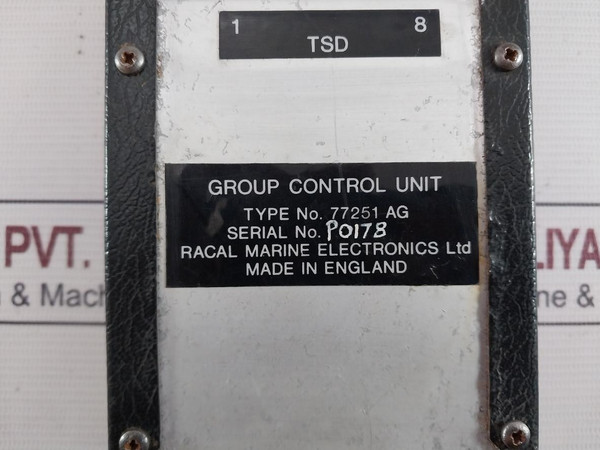 1 8
TSD
GROUP CONTROL UNIT
TYPE No. 77251 AG
SERIAL No. P0178
RACAL MARINE ELECTRONICS Ltd
MADE IN ENGLAND
PVT.
& Mach
LIYA
ne &